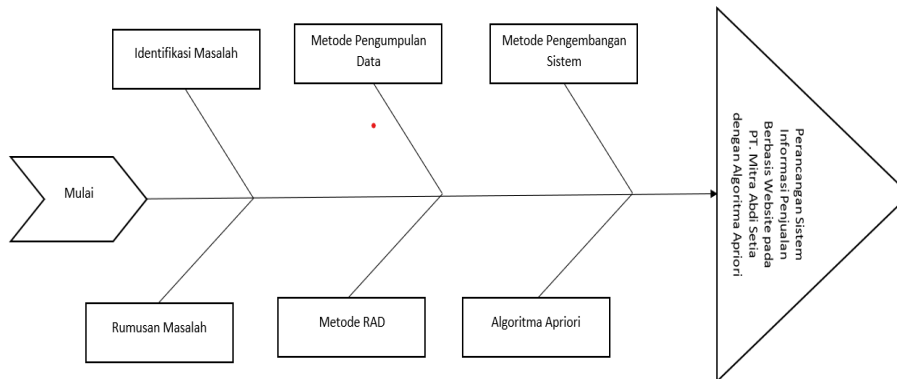 Identifikasi Masalah
Metode Pengumpulan
Data
Metode Pengembangan
Sistem
Mulai
Perancangan Sistem
Informasi Penjualan
Berbasis Website pada
PT. Mitra Abdi Setia
dengan Algoritma Apriori
Rumusan Masalah
Metode RAD
Algoritma Apriori